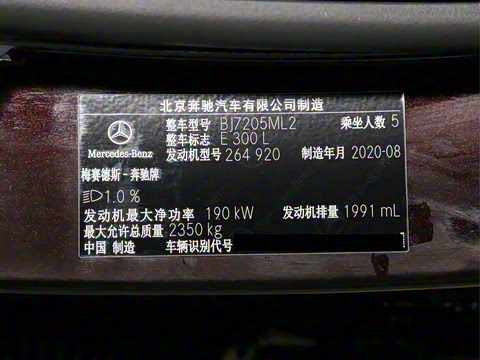 北京奔驰汽车有限公司制造
整车型号 BJ7205ML2 乘坐人数 5
整车标志 E 300 L
Mercedes-Benz 发动机型号 264 920 制造年月 2020-08
梅赛德斯－奔驰牌
1.0 %
发动机最大净功率 190 kW 发动机排量 1991 mL
最大允许总质量 2350 kg
中国 制造 车辆识别代号